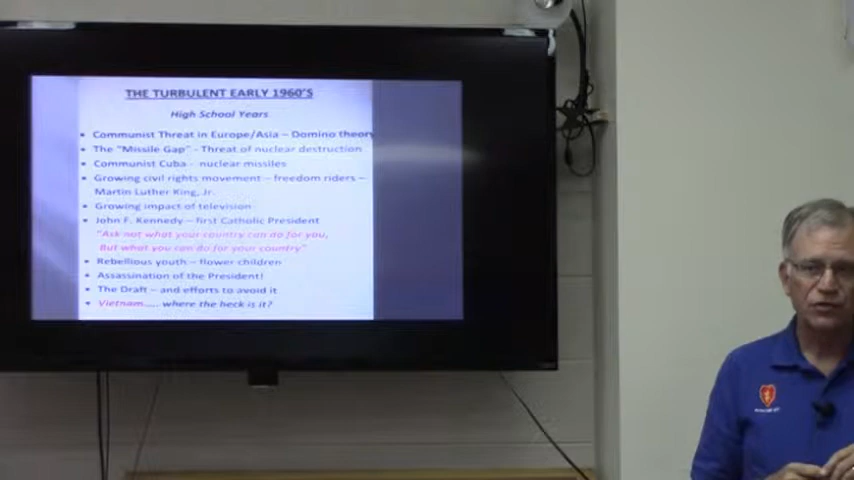 THE TURBULENT EARLY 1960'S
High School Years
• Communist Threat in Europe/Asia – Domino theory
• The "Missile Gap" - Threat of nuclear destruction
• Communist Cuba - nuclear missiles
• Growing civil rights movement – freedom riders –
Martin Luther King, Jr.
• Growing impact of television
• John F. Kennedy – first Catholic President
"Ask not what your country can do for you,
But what you can do for your country"
• Rebellious youth – flower children
• Assassination of the President!
• The Draft – and efforts to avoid it
• Vietnam..... where the heck is it?